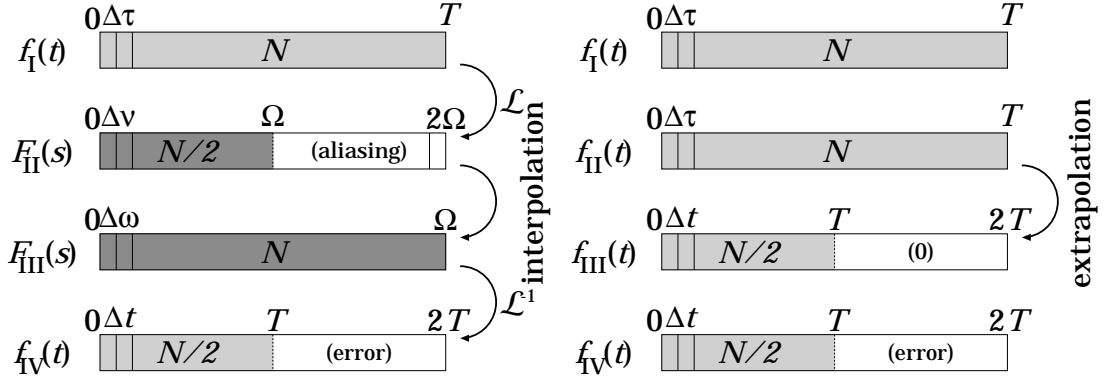 0 Δτ T
f_I(t) N
ℒ
0 Δν Ω 2Ω
F_II(s) N/2 (aliasing)
interpolation
0 Δω Ω
F_III(s) N
ℒ⁻¹
0 Δt T 2T
f_IV(t) N/2 (error)
0 Δτ T
f_I(t) N
0 Δτ T
f_II(t) N
extrapolation
0 Δt T 2T
f_III(t) N/2 (0)
0 Δt T 2T
f_IV(t) N/2 (error)